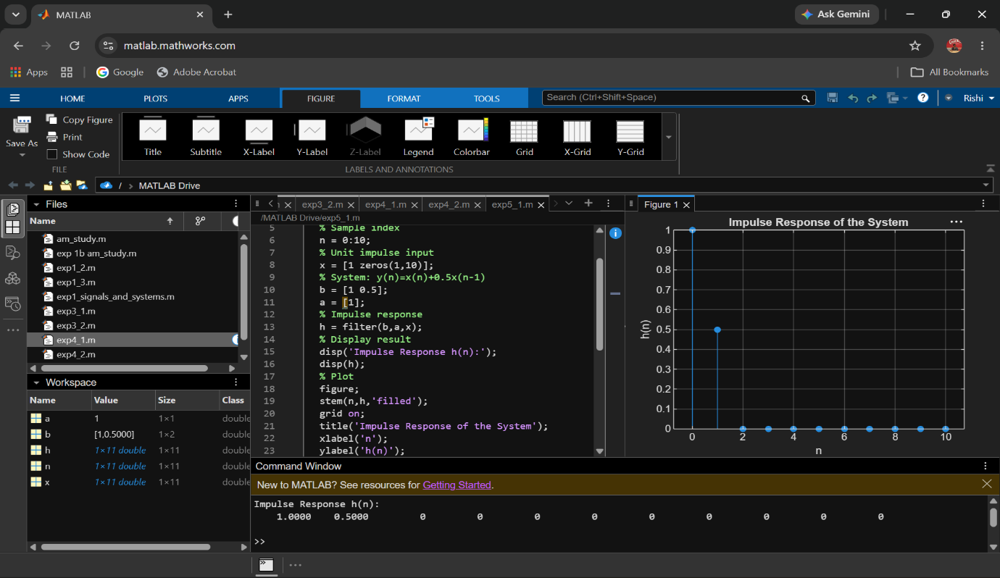 MATLAB
Ask Gemini
matlab.mathworks.com
Apps
Google
Adobe Acrobat
All Bookmarks
HOME
PLOTS
APPS
FIGURE
FORMAT
TOOLS
Search (Ctrl+Shift+Space)
Rishi
Save As
Copy Figure
Print
Show Code
FILE
Title
Subtitle
X-Label
Y-Label
Z-Label
Legend
Colorbar
Grid
X-Grid
Y-Grid
LABELS AND ANNOTATIONS
/ > MATLAB Drive
Files
Name
am_study.m
exp 1b am_study.m
exp1_2.m
exp1_3.m
exp1_signals_and_systems.m
exp3_1.m
exp3_2.m
exp4_1.m
exp4_2.m
Workspace
Name Value Size Class
a 1 1×1 double
b [1,0.5000] 1×2 double
h 1×11 double 1×11 double
n 1×11 double 1×11 double
x 1×11 double 1×11 double
exp3_2.m
exp4_1.m
exp4_2.m
exp5_1.m
/MATLAB Drive/exp5_1.m
5 % Sample index
6 n = 0:10;
7 % Unit impulse input
8 x = [1 zeros(1,10)];
9 % System: y(n)=x(n)+0.5x(n-1)
10 b = [1 0.5];
11 a = [1];
12 % Impulse response
13 h = filter(b,a,x);
14 % Display result
15 disp('Impulse Response h(n):');
16 disp(h);
17 % Plot
18 figure;
19 stem(n,h,'filled');
20 grid on;
21 title('Impulse Response of the System');
22 xlabel('n');
23 ylabel('h(n)');
Figure 1
Impulse Response of the System
1
0.9
0.8
0.7
0.6
0.5
0.4
0.3
0.2
0.1
0
h(n)
0 2 4 6 8 10
n
Command Window
New to MATLAB? See resources for Getting Started.
Impulse Response h(n):
1.0000 0.5000 0 0 0 0 0 0 0 0 0
>>